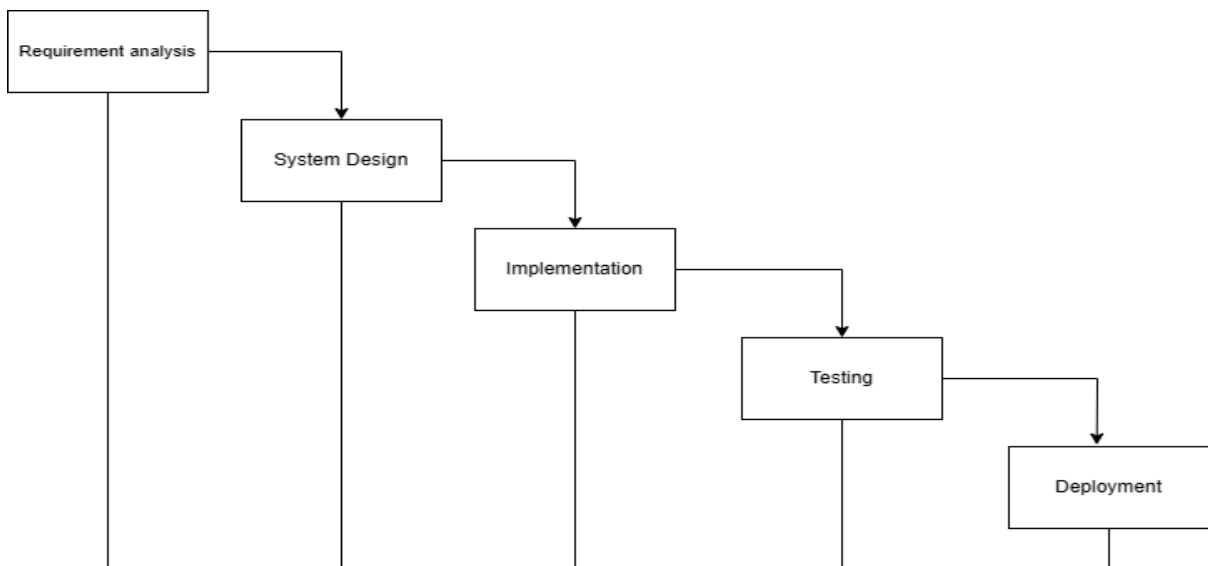 Requirement analysis
System Design
Implementation
Testing
Deployment